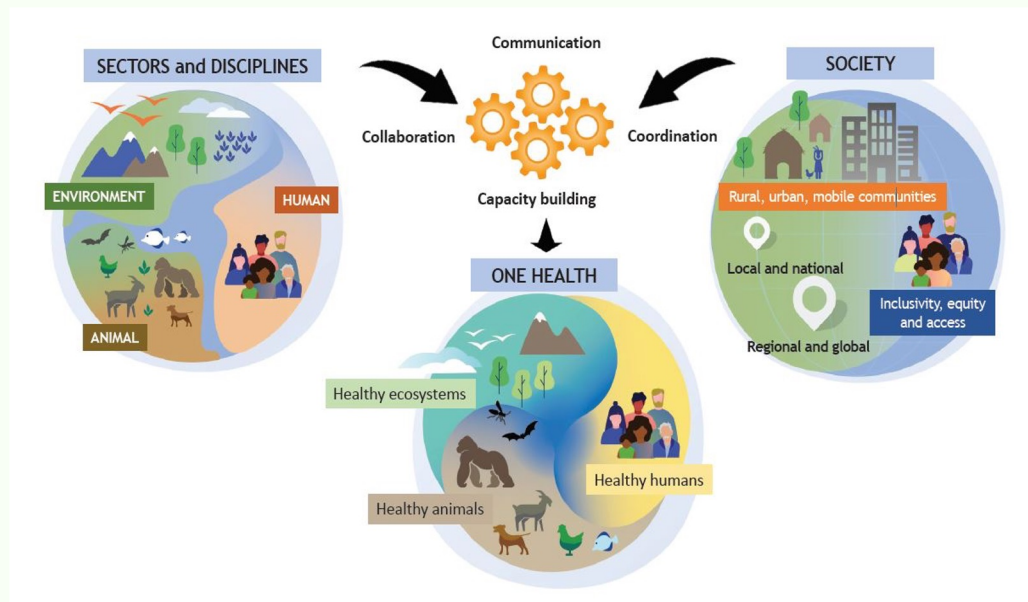 SECTORS and DISCIPLINES
ENVIRONMENT
HUMAN
ANIMAL
Communication
Collaboration
Coordination
Capacity building
SOCIETY
Rural, urban, mobile communities
Local and national
Inclusivity, equity
and access
Regional and global
ONE HEALTH
Healthy ecosystems
Healthy humans
Healthy animals